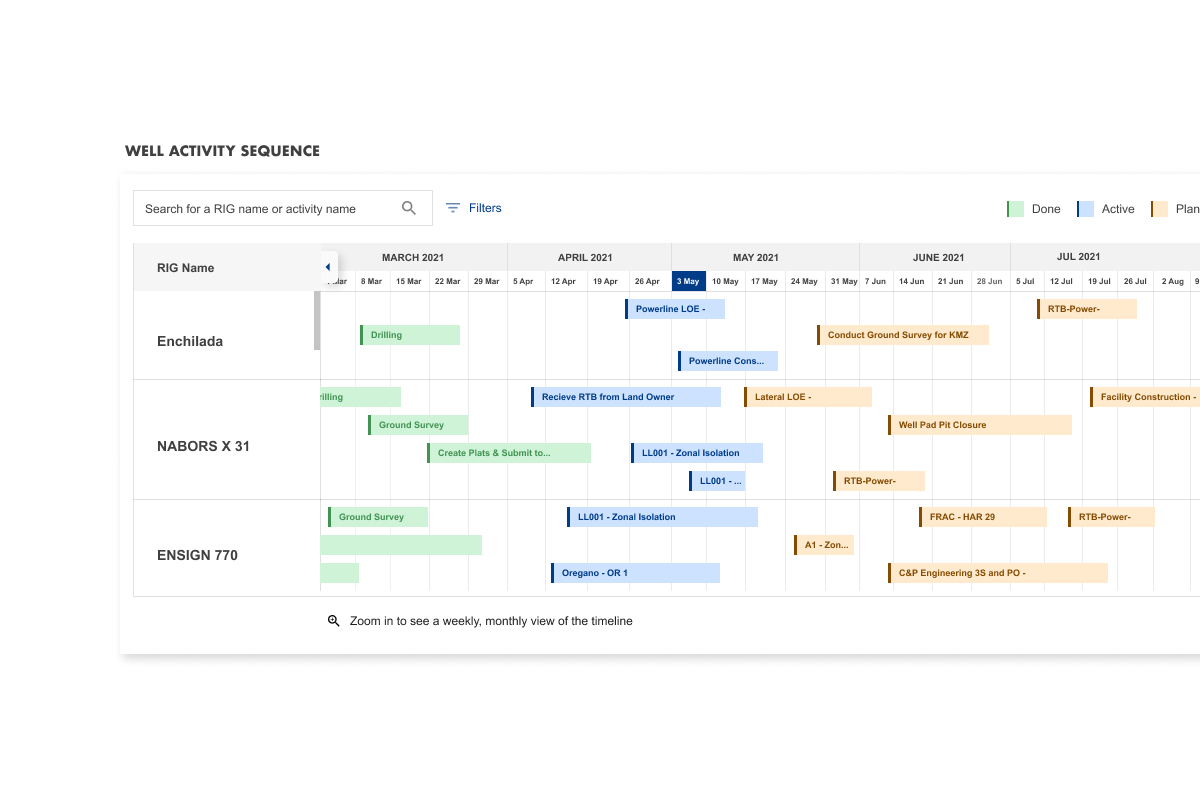 WELL ACTIVITY SEQUENCE
Search for a RIG name or activity name
Filters
Done
Active
Plan
RIG Name
MARCH 2021
APRIL 2021
MAY 2021
JUNE 2021
JUL 2021
Mar
8 Mar
15 Mar
22 Mar
29 Mar
5 Apr
12 Apr
19 Apr
26 Apr
3 May
10 May
17 May
24 May
31 May
7 Jun
14 Jun
21 Jun
28 Jun
5 Jul
12 Jul
19 Jul
26 Jul
2 Aug
9
Enchilada
Powerline LOE -
RTB-Power-
Drilling
Conduct Ground Survey for KMZ
Powerline Cons...
NABORS X 31
rilling
Recieve RTB from Land Owner
Lateral LOE -
Facility Construction -
Ground Survey
Well Pad Pit Closure
Create Plats & Submit to...
LL001 - Zonal Isolation
LL001 - ...
RTB-Power-
ENSIGN 770
Ground Survey
LL001 - Zonal Isolation
FRAC - HAR 29
RTB-Power-
A1 - Zon...
Oregano - OR 1
C&P Engineering 3S and PO -
Zoom in to see a weekly, monthly view of the timeline